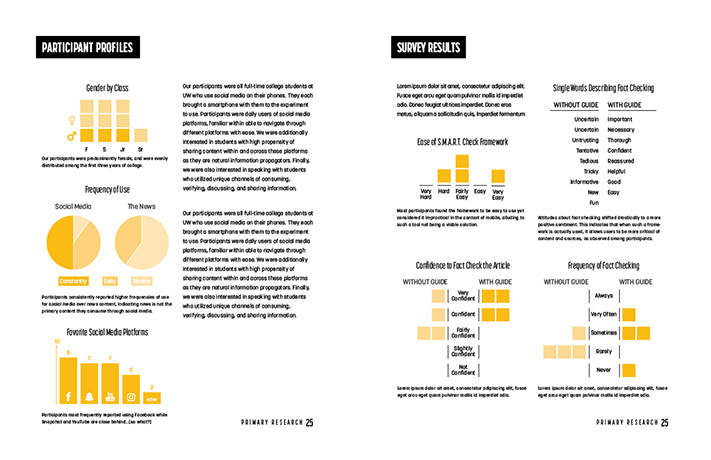 PARTICIPANT PROFILES
Gender by Class
F S Jr Sr
Our participants were predominantly female, and were evenly
distributed among the first three years of college.
Frequency of Use
Social Media The News
Constantly Daily Weekly
Participants consistently reported higher frequencies of use
for social media over news content, indicating news is not the
primary content they consume through social media.
Favorite Social Media Platforms
10
8 7 7 5 2
other
Participants most frequently reported using Facebook while
Snapchat and YouTube are close behind...(so what?)
Our participants were all full-time college students at
UW who use social media on their phones. They each
brought a smartphone with them to the experiment
to use. Participants were daily users of social media
platforms, familiar within able to navigate through
different platforms with ease. We were additionally
interested in students with high propensity of
sharing content within and across these platforms
as they are natural information propagators. Finally,
we were also interested in speaking with students
who utilized unique channels of consuming,
verifying, discussing, and sharing information.
Our participants were all full-time college students at
UW who use social media on their phones. They each
brought a smartphone with them to the experiment
to use. Participants were daily users of social media
platforms, familiar within able to navigate through
different platforms with ease. We were additionally
interested in students with high propensity of
sharing content within and across these platforms
as they are natural information propagators. Finally,
we were also interested in speaking with students
who utilized unique channels of consuming,
verifying, discussing, and sharing information.
PRIMARY RESEARCH 25
SURVEY RESULTS
Lorem ipsum dolor sit amet, consectetur adipiscing elit.
Fusce eget arcu eget quam pulvinar mollis id imperdiet
odio. Donec feugiat ultrices imperdiet. Donec eros
metus, aliquam a sollicitudin quis, imperdiet fermentum
Ease of S.M.A.R.T. Check Framework
Very Hard Fairly Easy Very
Hard Easy Easy
Most participants found the framework to be easy to use yet
considered it impractical in the context of mobile, alluding to
such a tool not being a viable solution.
Single Words Describing Fact Checking
WITHOUT GUIDE WITH GUIDE
Uncertain Important
Uncertain Necessary
Untrusting Thorough
Tentative Confident
Tedious Reassured
Tricky Helpful
Informative Good
New Easy
Fun
Attitudes about fact checking shifted drastically to a more
positive sentiment. This indicates that when such a frame-
work is actually used, it allows users to be more critical of
content and sources, as observed among participants.
Confidence to Fact Check the Article
WITHOUT GUIDE WITH GUIDE
Very
Confident
Confident
Fairly
Confident
Slightly
Confident
Not
Confident
Lorem ipsum dolor sit amet, consectetur adipiscing elit, fusce
eget eget arcu eget quam pulvinar mollis id imperdiet odio.
Frequency of Fact Checking
WITHOUT GUIDE WITH GUIDE
Always
Very Often
Sometimes
Rarely
Never
Lorem ipsum dolor sit amet, consectetur adipiscing elit, fusce
eget eget arcu eget quam pulvinar mollis id imperdiet odio.
PRIMARY RESEARCH 25